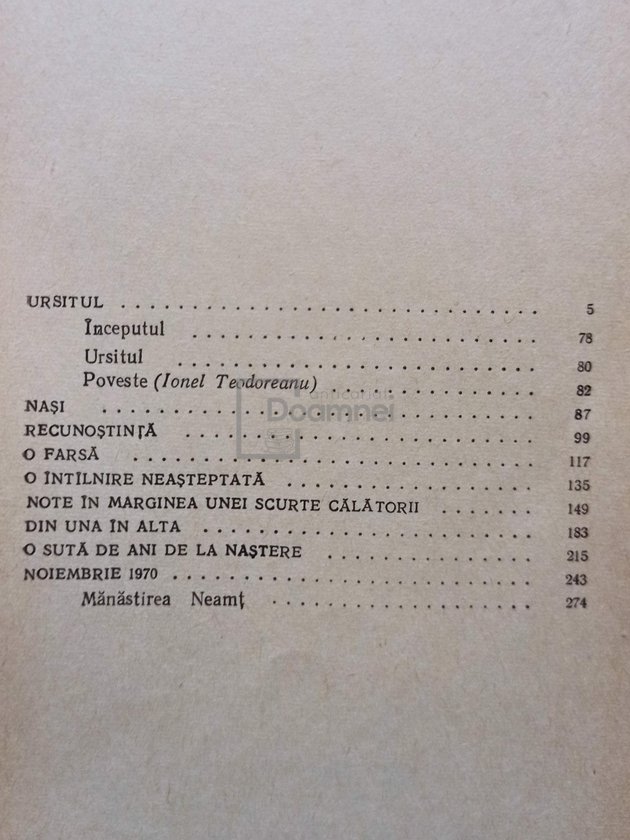 URSITUL . . . . . . . . . . . . . . . . . . . . . . . . . . . . . 5
Începutul . . . . . . . . . . . . . . . . . . . . . . . . 78
Ursitul . . . . . . . . . . . . . . . . . . . . . . . . . 80
Poveste (Ionel Teodoreanu) . . . . . . . . . . . . . . . 82
NAȘI . . . . . . . . . . . . . . . . . . . . . . . . . . . . . . 87
RECUNOȘTINȚĂ . . . . . . . . . . . . . . . . . . . . . . . . 99
O FARSĂ . . . . . . . . . . . . . . . . . . . . . . . . . . . . 117
O ÎNTÎLNIRE NEAȘTEPTATĂ . . . . . . . . . . . . . . . . . . 135
NOTE ÎN MARGINEA UNEI SCURTE CĂLĂTORII . . . . . . . 149
DIN UNA ÎN ALTA . . . . . . . . . . . . . . . . . . . . . . . 183
O SUTĂ DE ANI DE LA NAȘTERE . . . . . . . . . . . . . . . 215
NOIEMBRIE 1970 . . . . . . . . . . . . . . . . . . . . . . . . . 243
Mănăstirea Neamț . . . . . . . . . . . . . . . . . . . 274
anticariat
Doamnei